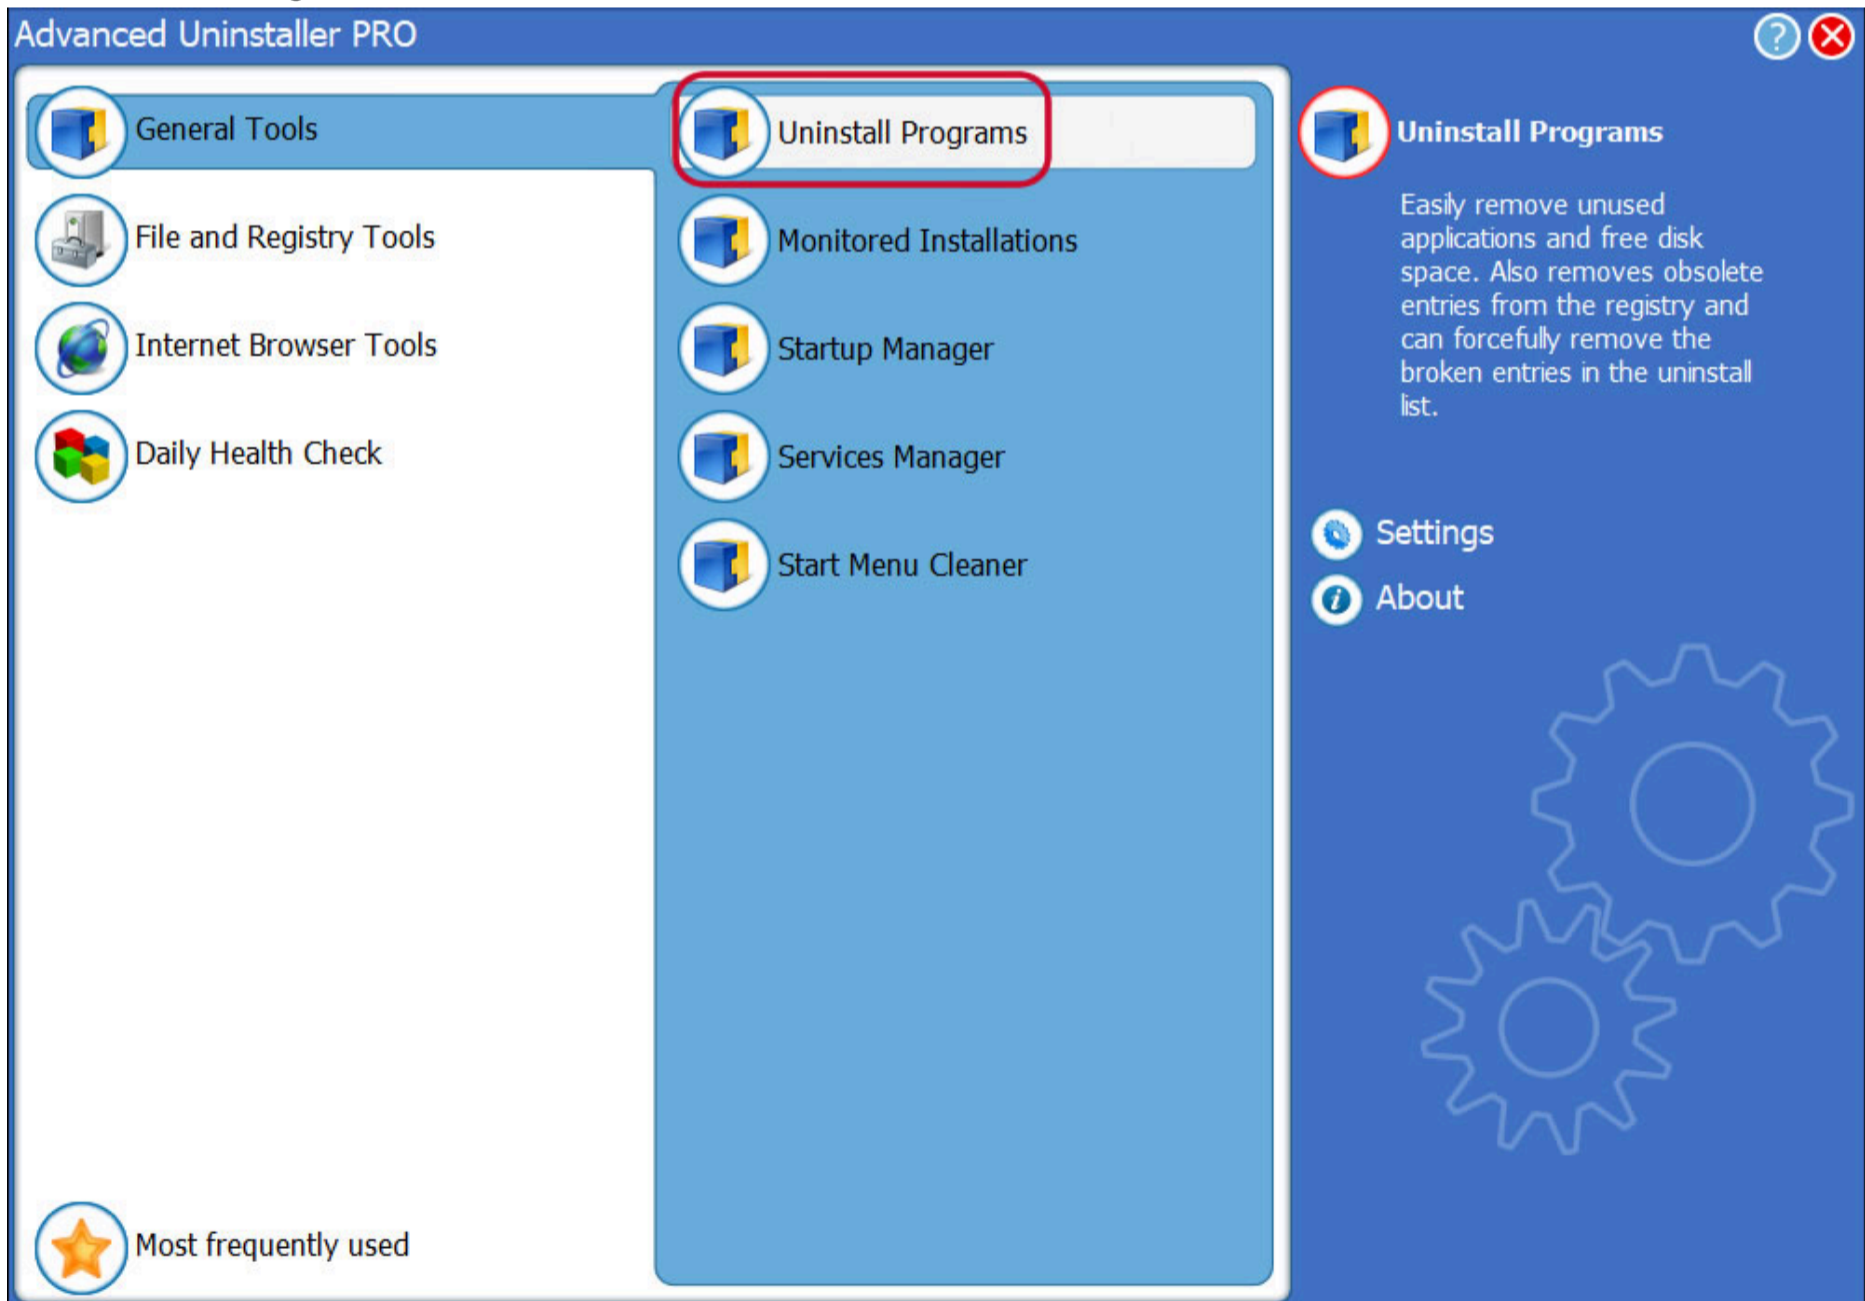 Advanced Uninstaller PRO
?
General Tools
File and Registry Tools
Internet Browser Tools
Daily Health Check
Most frequently used
Uninstall Programs
Monitored Installations
Startup Manager
Services Manager
Start Menu Cleaner
Uninstall Programs
Easily remove unused
applications and free disk
space. Also removes obsolete
entries from the registry and
can forcefully remove the
broken entries in the uninstall
list.
Settings
i About